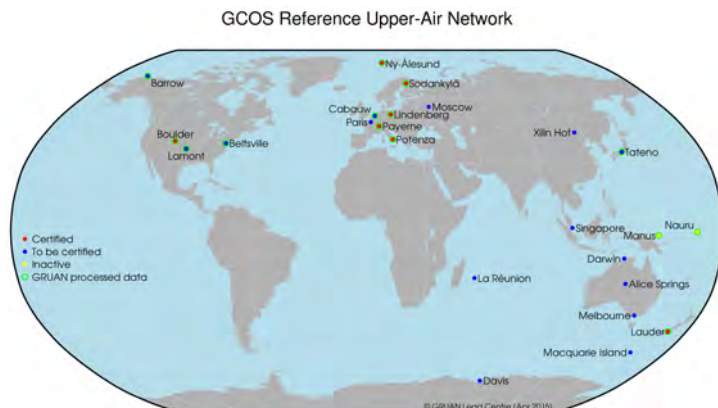 GCOS Reference Upper-Air Network
Ny-Ålesund
Barrow
Sodankylä
Cabauw
Lindenberg
Moscow
Paris
Payerne
Boulder
Potenza
Beltsville
Lamont
Xilin Hot
Tateno
Singapore
Nauru
Manus
Certified
To be certified
Inactive
GRUAN processed data
Darwin
La Réunion
Alice Springs
Melbourne
Lauder
Macquarie Island
Davis
© GRUAN Lead Centre (Apr 2015)